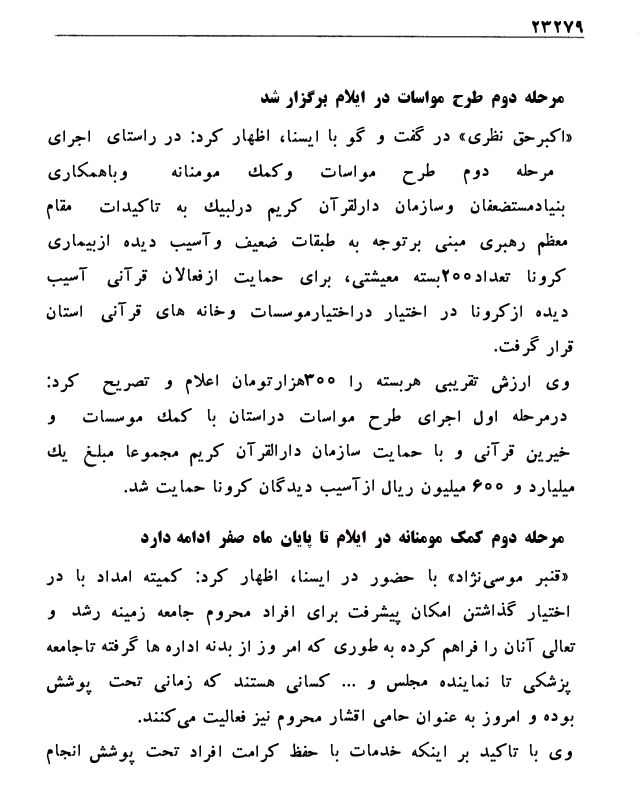 ۲۳۲۷۹
مرحله دوم طرح مواسات در ایلام برگزار شد
«اکبرحق نظری» در گفت و گو با ایسنا، اظهار کرد: در راستای اجرای
مرحله دوم طرح مواسات وکمک مومنانه وباهمکاری
بنیادمستضعفان وسازمان دارلقرآن کریم درلبیک به تاکیدات مقام
معظم رهبری مبنی برتوجه به طبقات ضعیف وآسیب دیده ازبیماری
کرونا تعداد۲۰۰بسته معیشتی، برای حمایت ازفعالان قرآنی آسیب
دیده ازکرونا در اختیار دراختیارموسسات وخانه های قرآنی استان
قرار گرفت.
وی ارزش تقریبی هربسته را ۳۰۰هزارتومان اعلام و تصریح کرد:
درمرحله اول اجرای طرح مواسات دراستان با کمک موسسات و
خیرین قرآنی و با حمایت سازمان دارالقرآن کریم مجموعا مبلغ یک
میلیارد و ۶۰۰ میلیون ریال ازآسیب دیدگان کرونا حمایت شد.
مرحله دوم کمک مومنانه در ایلام تا پایان ماه صفر ادامه دارد
«قنبر موسی‌نژاد» با حضور در ایسنا، اظهار کرد: کمیته امداد با در
اختیار گذاشتن امکان پیشرفت برای افراد محروم جامعه زمینه رشد و
تعالی آنان را فراهم کرده به طوری که امر وز از بدنه اداره ها گرفته تاجامعه
پزشکی تا نماینده مجلس و ... کسانی هستند که زمانی تحت پوشش
بوده و امروز به عنوان حامی اقشار محروم نیز فعالیت می‌کنند.
وی با تاکید بر اینکه خدمات با حفظ کرامت افراد تحت پوشش انجام